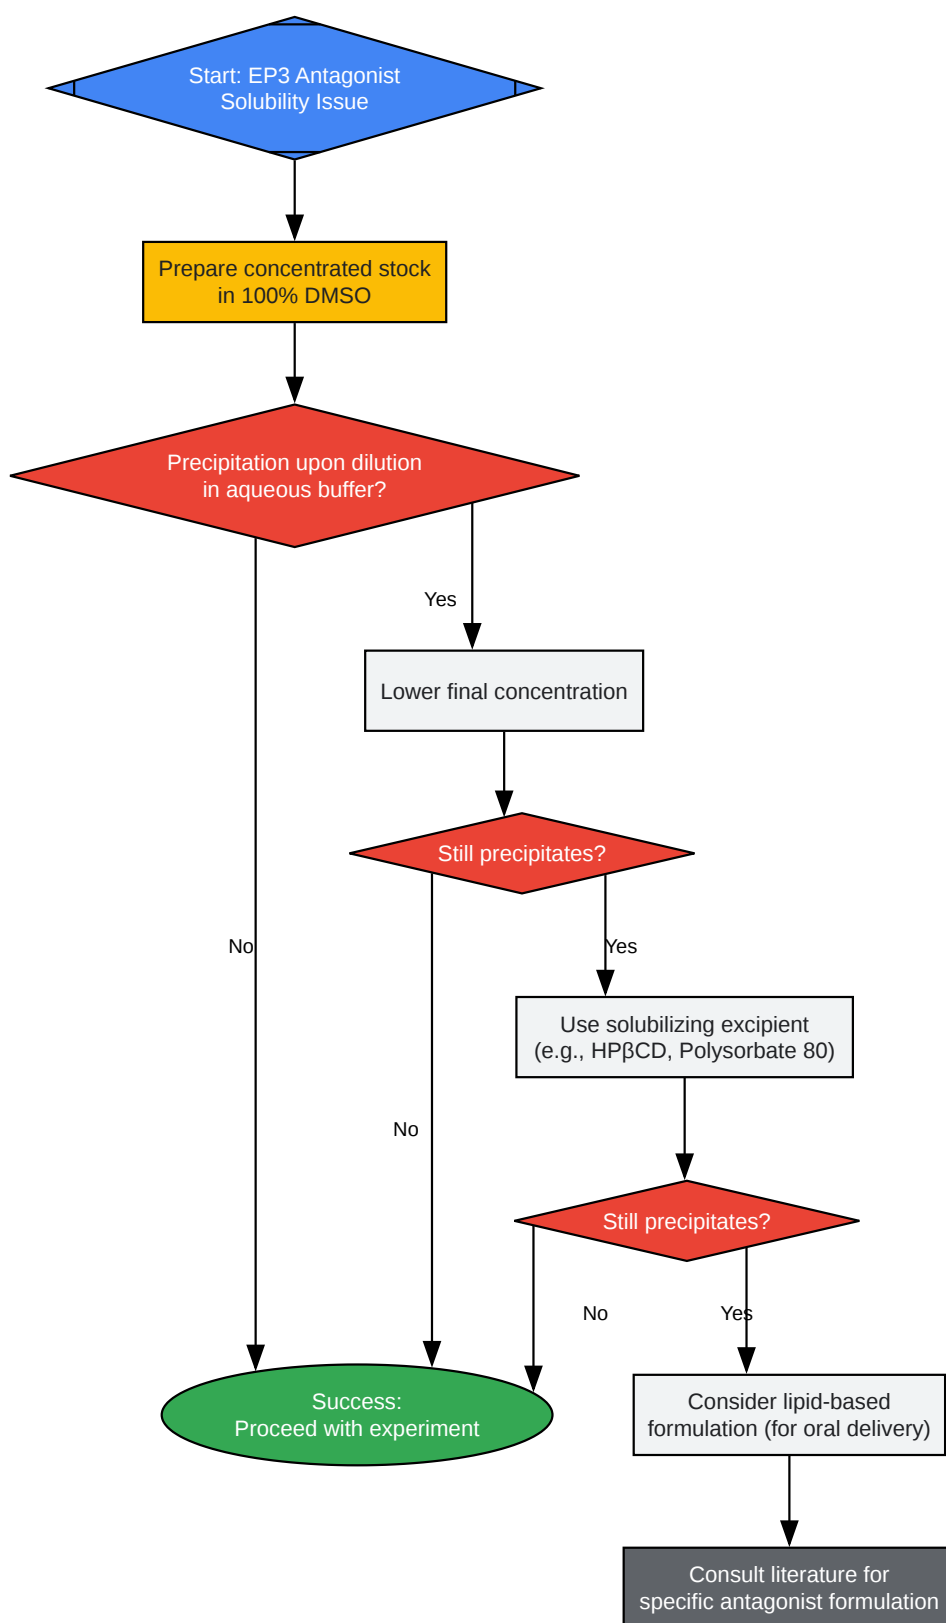 Start: EP3 Antagonist
Solubility Issue
Prepare concentrated stock
in 100% DMSO
Precipitation upon dilution
in aqueous buffer?
Yes
Lower final concentration
Still precipitates?
No
Yes
Use solubilizing excipient
(e.g., HPβCD, Polysorbate 80)
No
Still precipitates?
No
Yes
Success:
Proceed with experiment
Consider lipid-based
formulation (for oral delivery)
Consult literature for
specific antagonist formulation